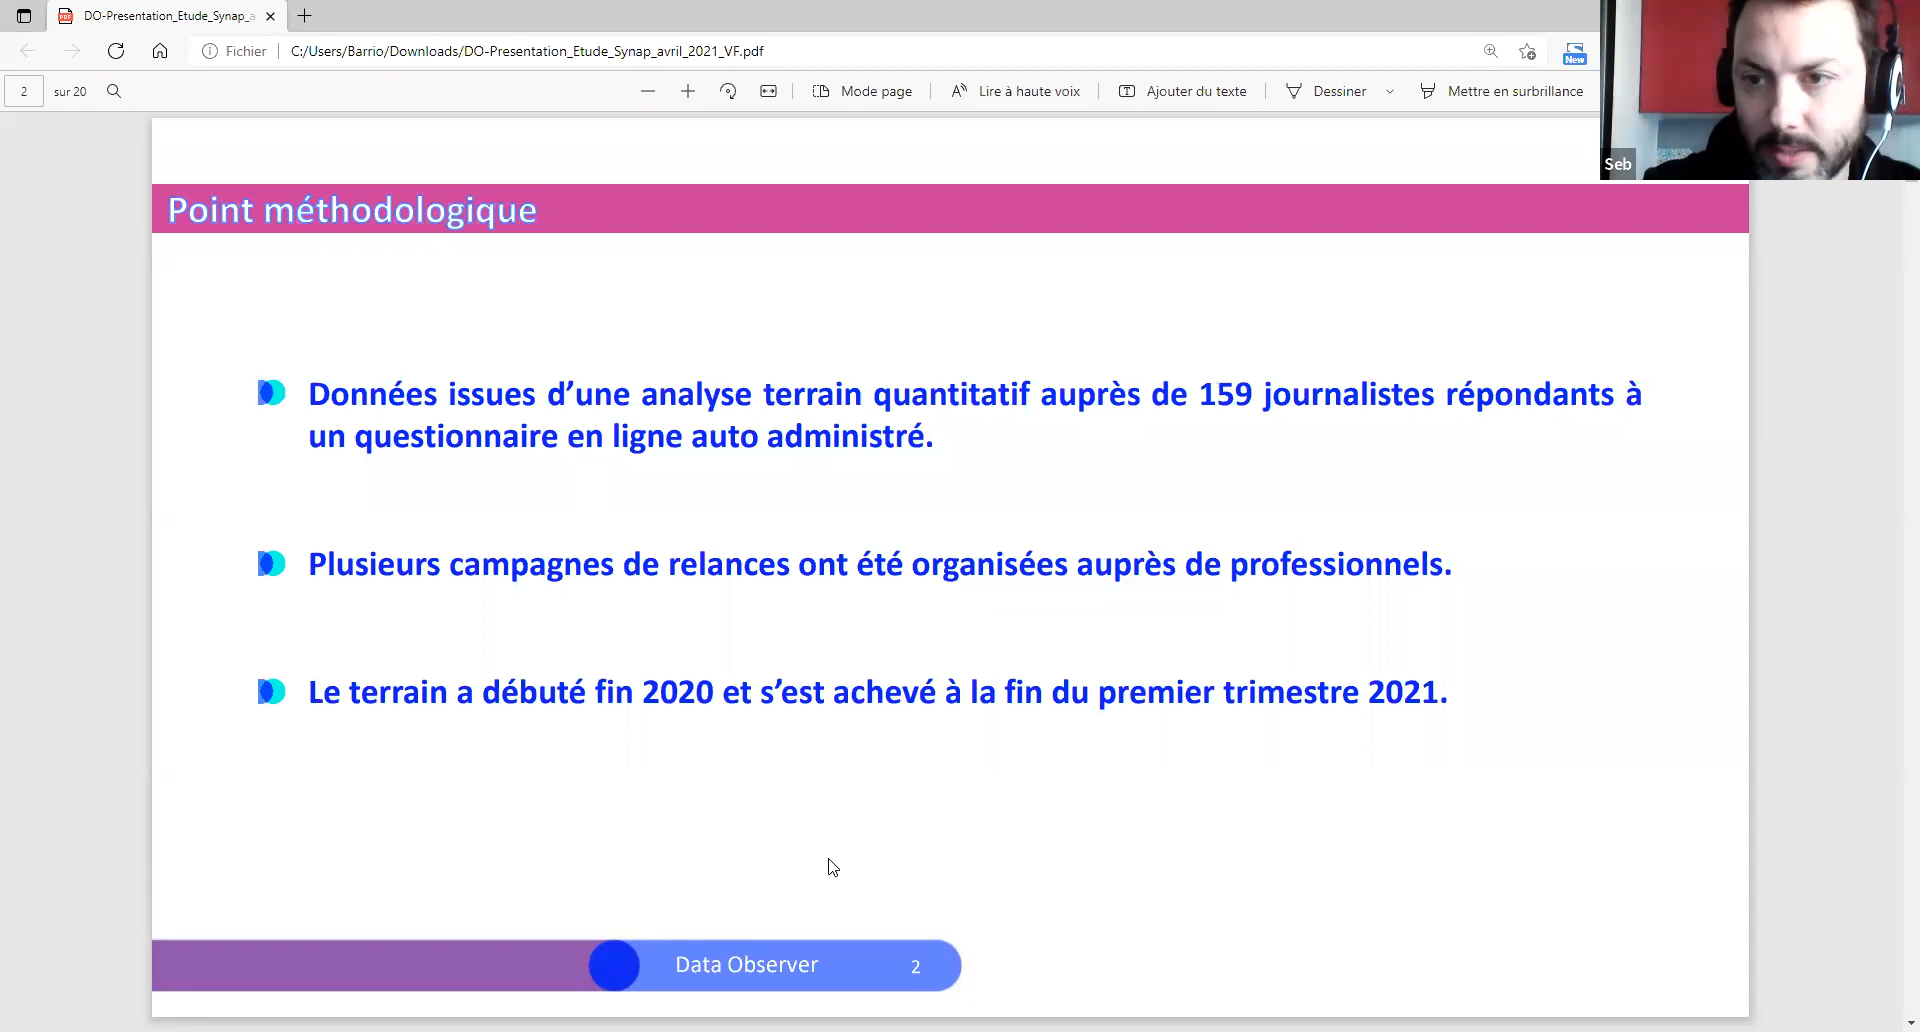 DO-Presentation_Etude_Synap_a
Fichier
C:/Users/Barrio/Downloads/DO-Presentation_Etude_Synap_avril_2021_VF.pdf
New
2 sur 20
Mode page
Lire à haute voix
Ajouter du texte
Dessiner
Mettre en surbrillance
Seb
Point méthodologique
Données issues d’une analyse terrain quantitatif auprès de 159 journalistes répondants à
un questionnaire en ligne auto administré.
Plusieurs campagnes de relances ont été organisées auprès de professionnels.
Le terrain a débuté fin 2020 et s’est achevé à la fin du premier trimestre 2021.
Data Observer 2